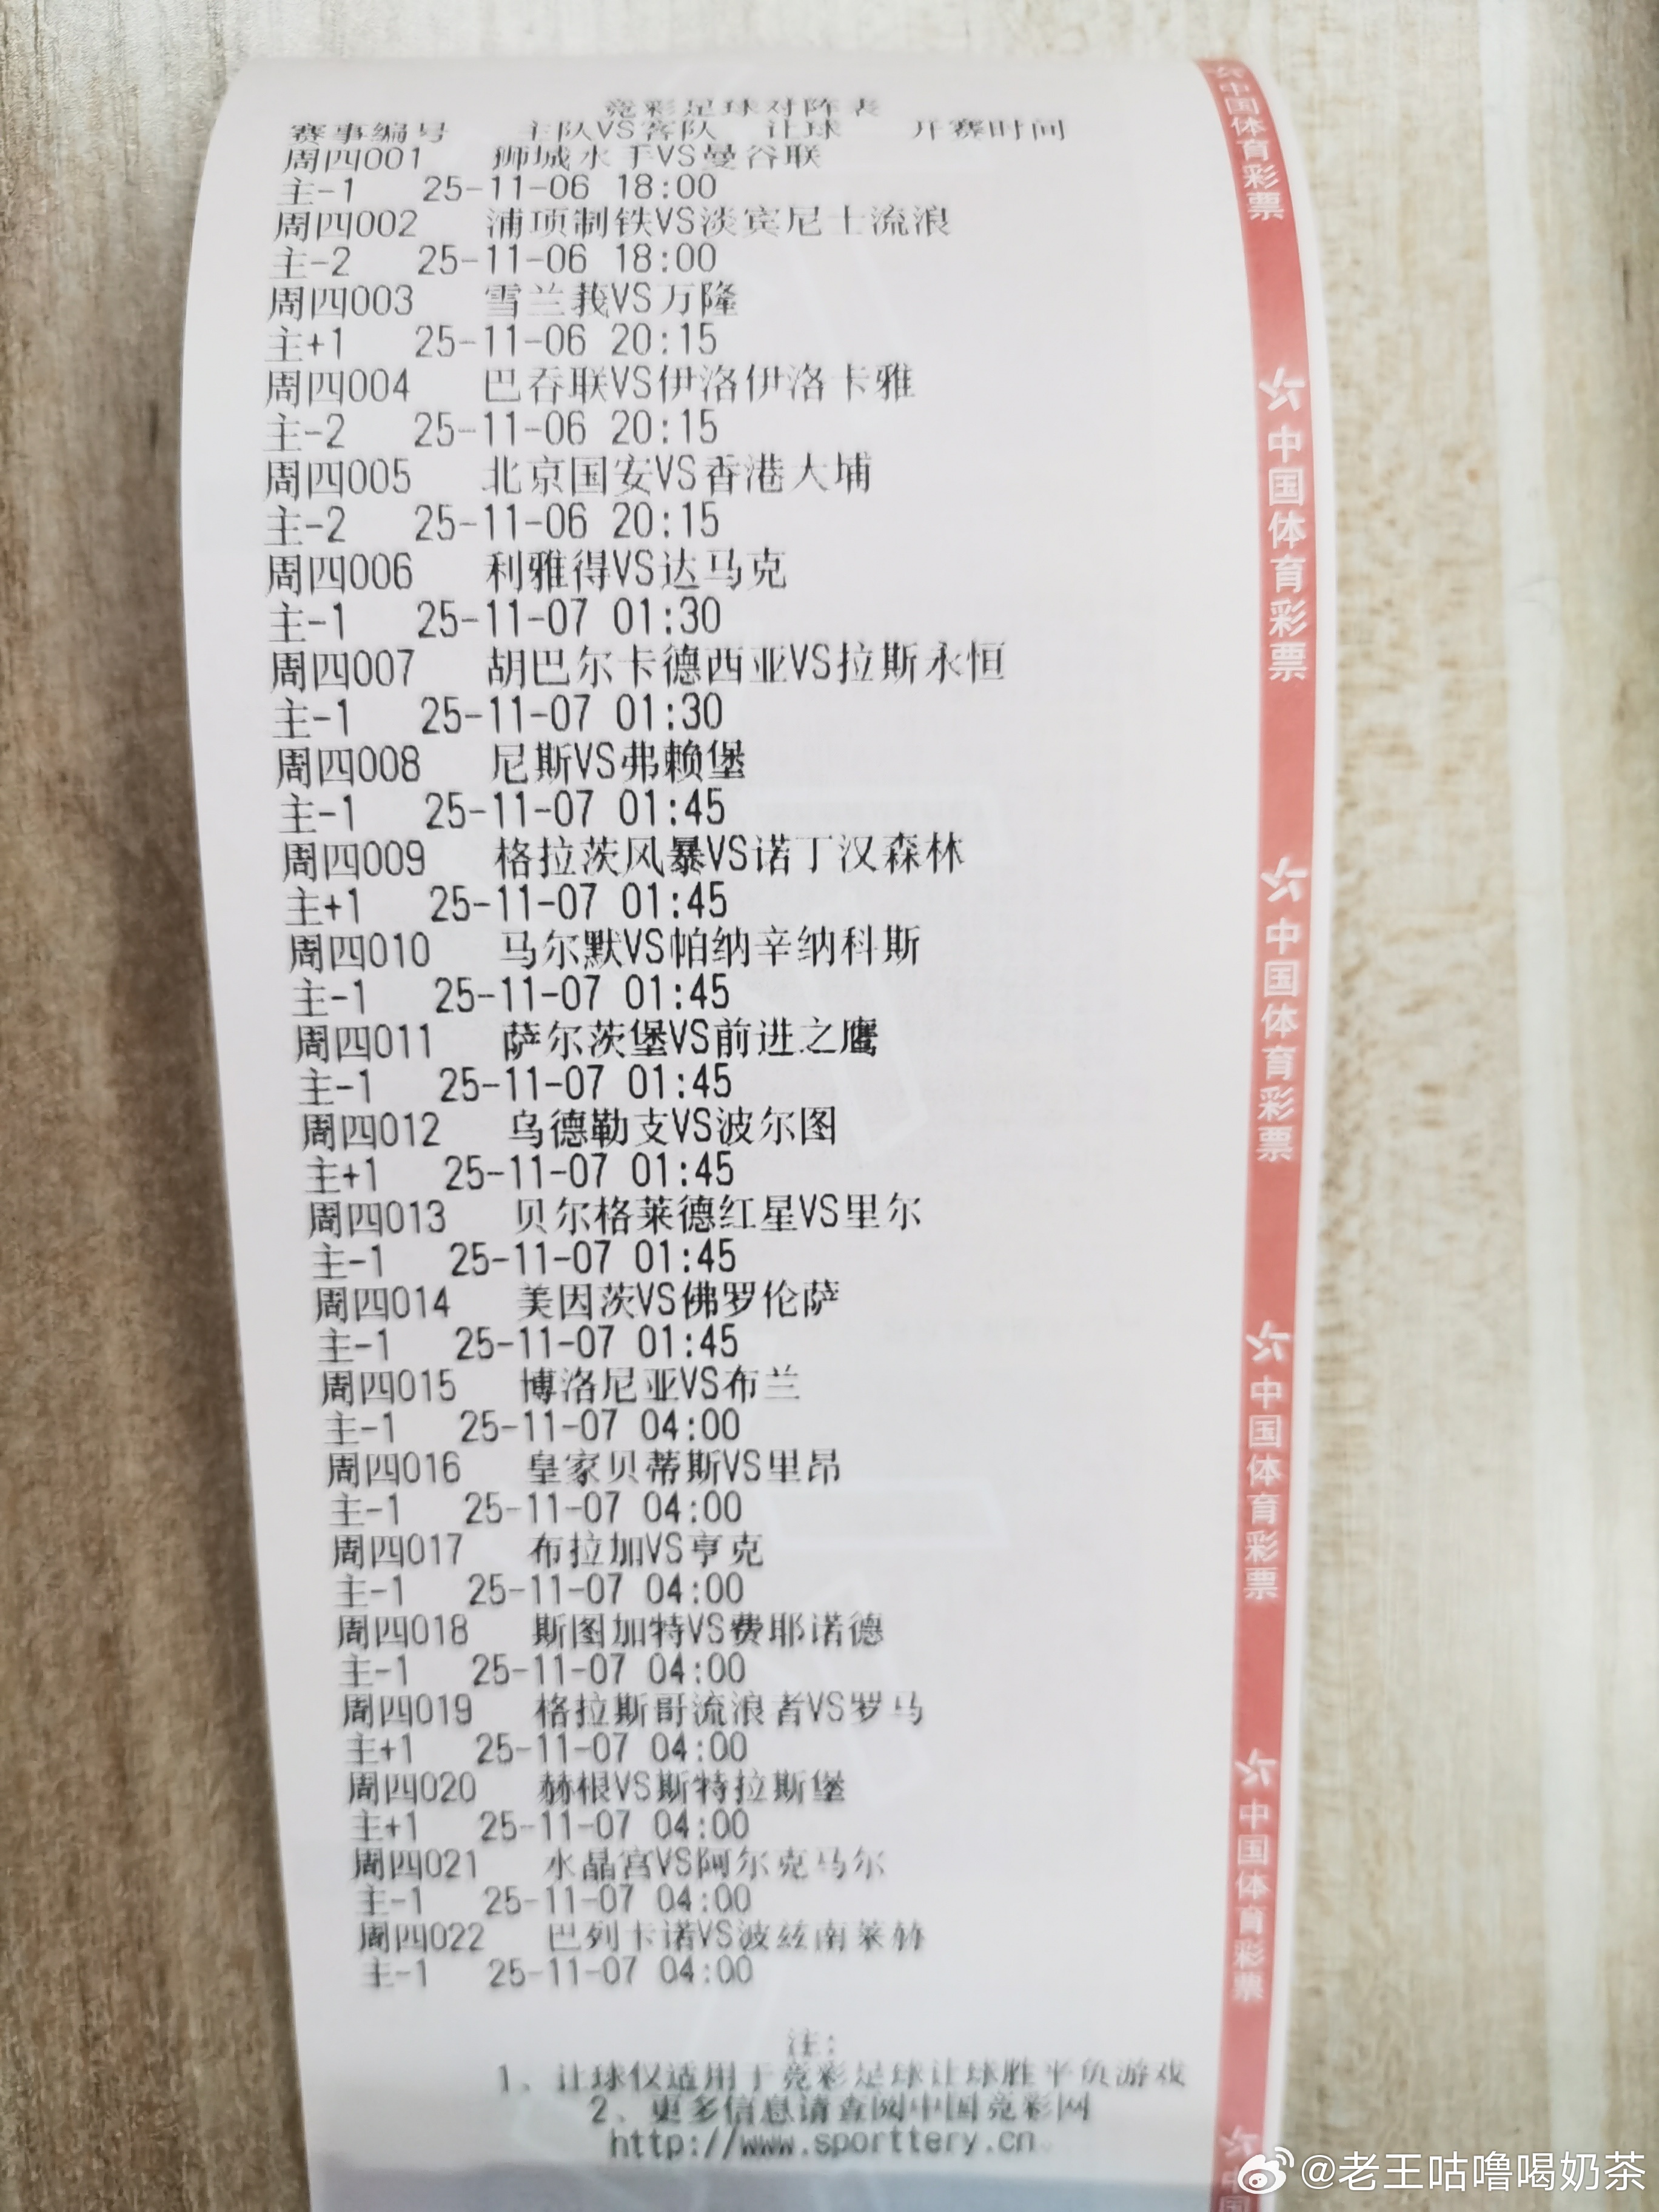 竞彩足球对阵表
赛事编号 主队VS客队 让球 开赛时间
周四001 狮城水手VS曼谷联
主-1 25-11-06 18:00
周四002 浦项制铁VS淡宾尼士流浪
主-2 25-11-06 18:00
周四003 雪兰莪VS万隆
主+1 25-11-06 20:15
周四004 巴吞联VS伊洛伊洛卡雅
主-2 25-11-06 20:15
周四005 北京国安VS香港大埔
主-2 25-11-06 20:15
周四006 利雅得VS达马克
主-1 25-11-07 01:30
周四007 胡巴尔卡德西亚VS拉斯永恒
主-1 25-11-07 01:30
周四008 尼斯VS弗赖堡
主-1 25-11-07 01:45
周四009 格拉茨风暴VS诺丁汉森林
主+1 25-11-07 01:45
周四010 马尔默VS帕纳辛纳科斯
主-1 25-11-07 01:45
周四011 萨尔茨堡VS前进之鹰
主-1 25-11-07 01:45
周四012 乌德勒支VS波尔图
主+1 25-11-07 01:45
周四013 贝尔格莱德红星VS里尔
主-1 25-11-07 01:45
周四014 美因茨VS佛罗伦萨
主-1 25-11-07 01:45
周四015 博洛尼亚VS布兰
主-1 25-11-07 04:00
周四016 皇家贝蒂斯VS里昂
主-1 25-11-07 04:00
周四017 布拉加VS亨克
主-1 25-11-07 04:00
周四018 斯图加特VS费耶诺德
主-1 25-11-07 04:00
周四019 格拉斯哥流浪者VS罗马
主+1 25-11-07 04:00
周四020 赫根VS斯特拉斯堡
主+1 25-11-07 04:00
周四021 水晶宫VS阿尔克马尔
主-1 25-11-07 04:00
周四022 巴列卡诺VS波兹南莱赫
主-1 25-11-07 04:00
注:
1、让球仅适用于竞彩足球让球胜平负游戏
2、更多信息请查阅中国竞彩网
http://www.sporttery.cn
中国体育彩票
中国体育彩票
中国体育彩票
中国体育彩票
中国体育彩票
中国
@老王咕噜喝奶茶